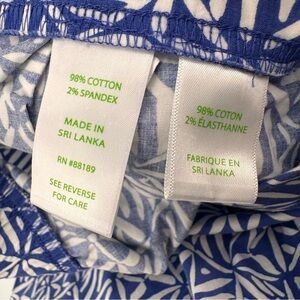 98% COTTON
2% SPANDEX
MADE IN
SRI LANKA
RN #88189
SEE REVERSE
FOR CARE
98% COTON
2% ÉLASTHANNE
FABRIQUE EN
SRI LANKA